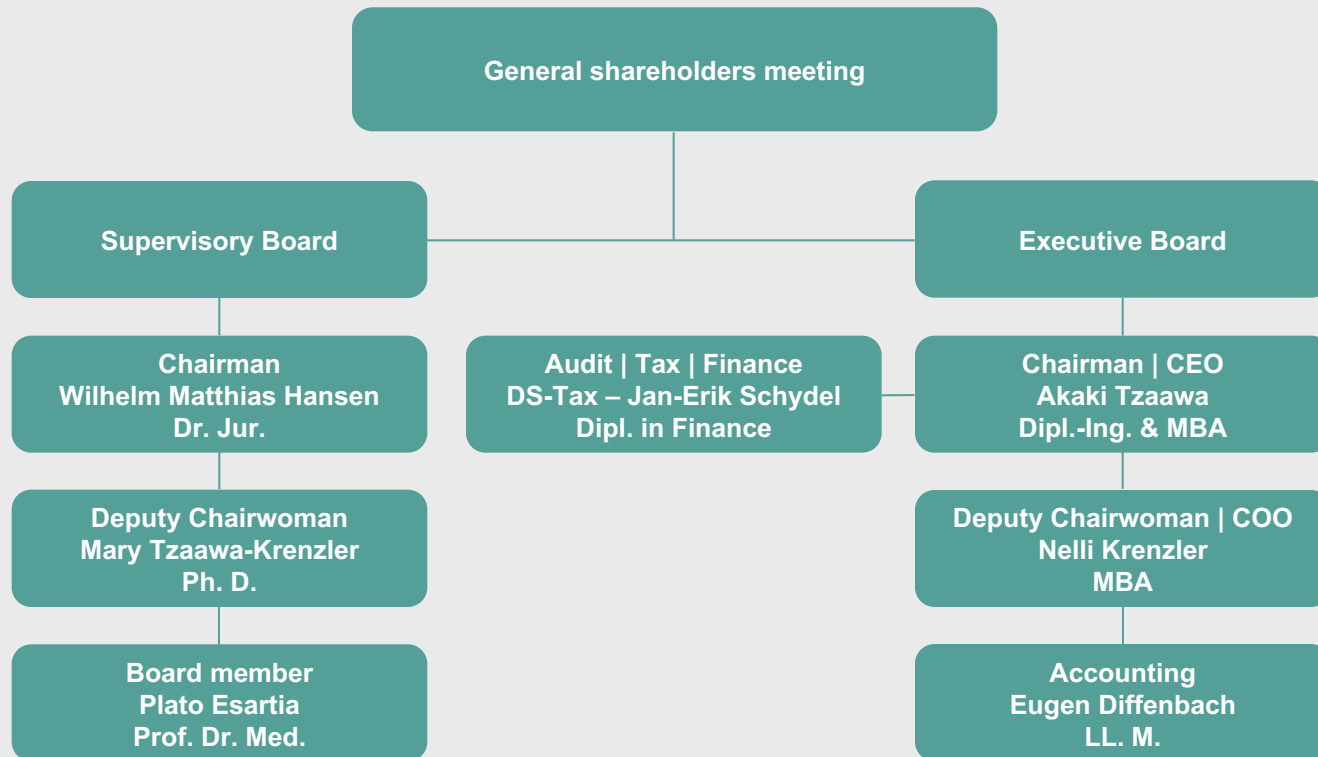 General shareholders meeting
Supervisory Board
Executive Board
Chairman
Wilhelm Matthias Hansen
Dr. Jur.
Audit | Tax | Finance
DS-Tax – Jan-Erik Schydel
Dipl. in Finance
Chairman | CEO
Akaki Tzaawa
Dipl.-Ing. & MBA
Deputy Chairwoman
Mary Tzaawa-Krenzler
Ph. D.
Deputy Chairwoman | COO
Nelli Krenzler
MBA
Board member
Plato Esartia
Prof. Dr. Med.
Accounting
Eugen Diffenbach
LL. M.